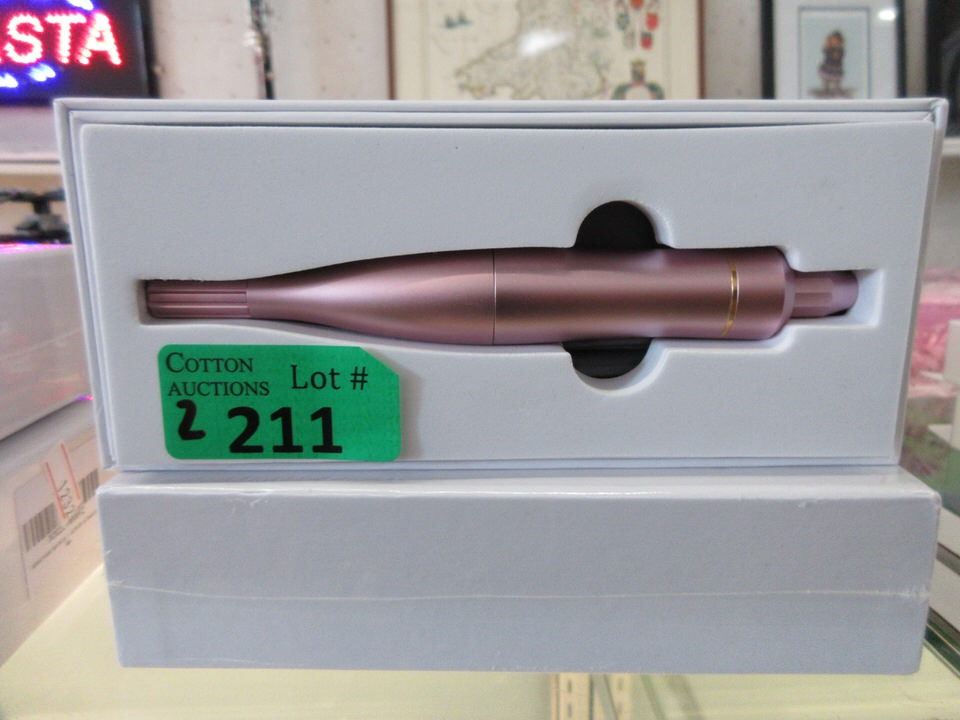 STA
COTTON
AUCTIONS
Lot #
2 211